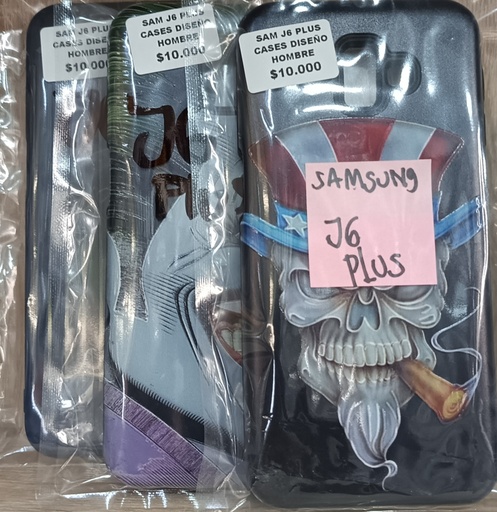 SAM J6 PLUS
CASES DISEÑO
HOMBRE
$10.000
SAM J6 PLUS
CASES DISEÑO
HOMBRE
$10.000
SAM J6 PLUS
CASES DISEÑO
HOMBRE
$10.000
J6
SAMSUNG
J6
PLUS